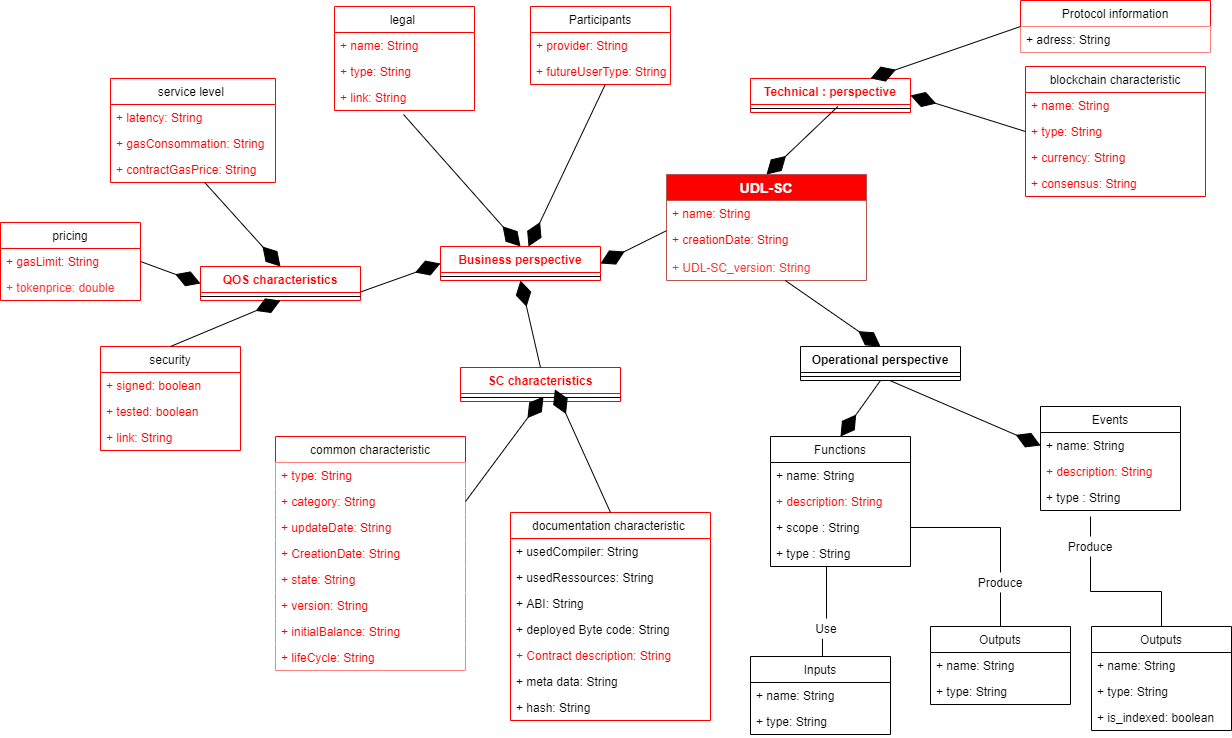 legal
+ name: String
+ type: String
+ link: String
Participants
+ provider: String
+ futureUserType: String
Protocol information
+ adress: String
service level
+ latency: String
+ gasConsommation: String
+ contractGasPrice: String
Technical : perspective
blockchain characteristic
+ name: String
+ type: String
+ currency: String
+ consensus: String
UDL-SC
+ name: String
+ creationDate: String
+ UDL-SC_version: String
pricing
+ gasLimit: String
+ tokenprice: double
QOS characteristics
Business perspective
security
+ signed: boolean
+ tested: boolean
+ link: String
SC characteristics
Operational perspective
common characteristic
+ type: String
+ category: String
+ updateDate: String
+ CreationDate: String
+ state: String
+ version: String
+ initialBalance: String
+ lifeCycle: String
documentation characteristic
+ usedCompiler: String
+ usedRessources: String
+ ABI: String
+ deployed Byte code: String
+ Contract description: String
+ meta data: String
+ hash: String
Functions
+ name: String
+ description: String
+ scope : String
+ type : String
Events
+ name: String
+ description: String
+ type : String
Produce
Produce
Use
Inputs
+ name: String
+ type: String
Outputs
+ name: String
+ type: String
Outputs
+ name: String
+ type: String
+ is_indexed: boolean